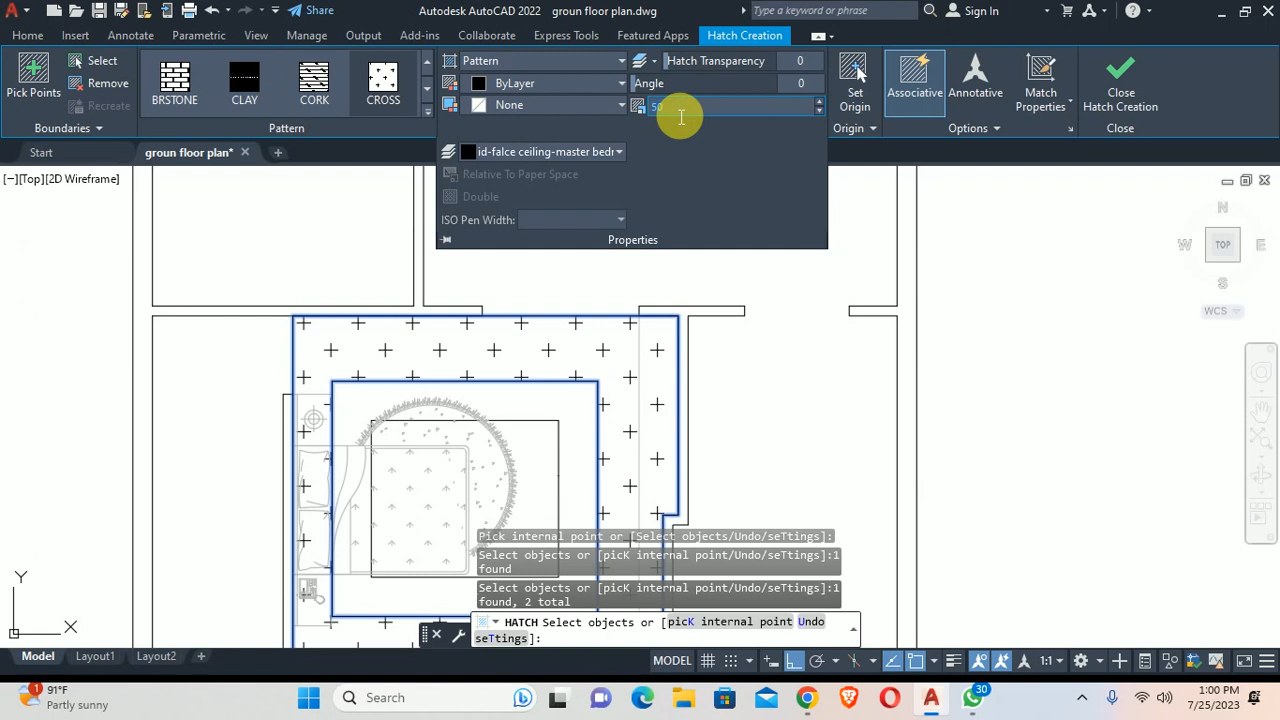 Share
Autodesk AutoCAD 2022 groun floor plan.dwg
Type a keyword or phrase
Sign In
Home Insert Annotate Parametric View Manage Output Add-ins Collaborate Express Tools Featured Apps Hatch Creation
Pick Points
Select
Remove
Recreate
Boundaries
BRSTONE CLAY CORK CROSS
Pattern
Pattern
ByLayer
None
Hatch Transparency 0
Angle 0
50
id-falce ceiling-master bedr
Relative To Paper Space
Double
ISO Pen Width:
Properties
Set
Origin
Origin
Associative
Annotative
Match
Properties
Options
Close
Hatch Creation
Close
Start
groun floor plan*
[−][Top][2D Wireframe]
N
W TOP E
S
WCS
Pick internal point or [Select objects/Undo/seTtings]:
Select objects or [picK internal point/Undo/seTtings]:1
found
Select objects or [picK internal point/Undo/seTtings]:1
found, 2 total
HATCH Select objects or [picK internal point Undo
seTtings]:
Y
X
Model Layout1 Layout2
MODEL
1:1
91°F
Partly sunny
1
Search
30
1:00 PM
7/25/2023